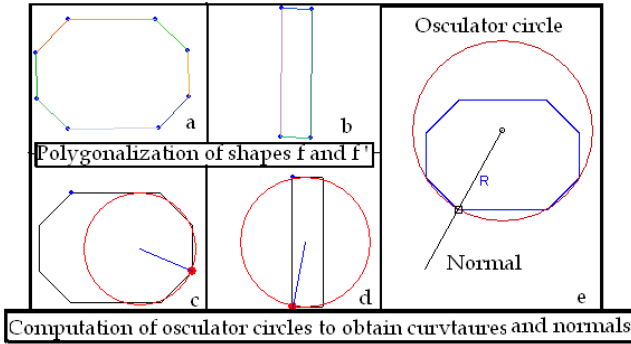 Osculator circle
a
b
Polygonalization of shapes f and f '
R
Normal
c
d
e
Computation of osculator circles to obtain curvtaures and normals